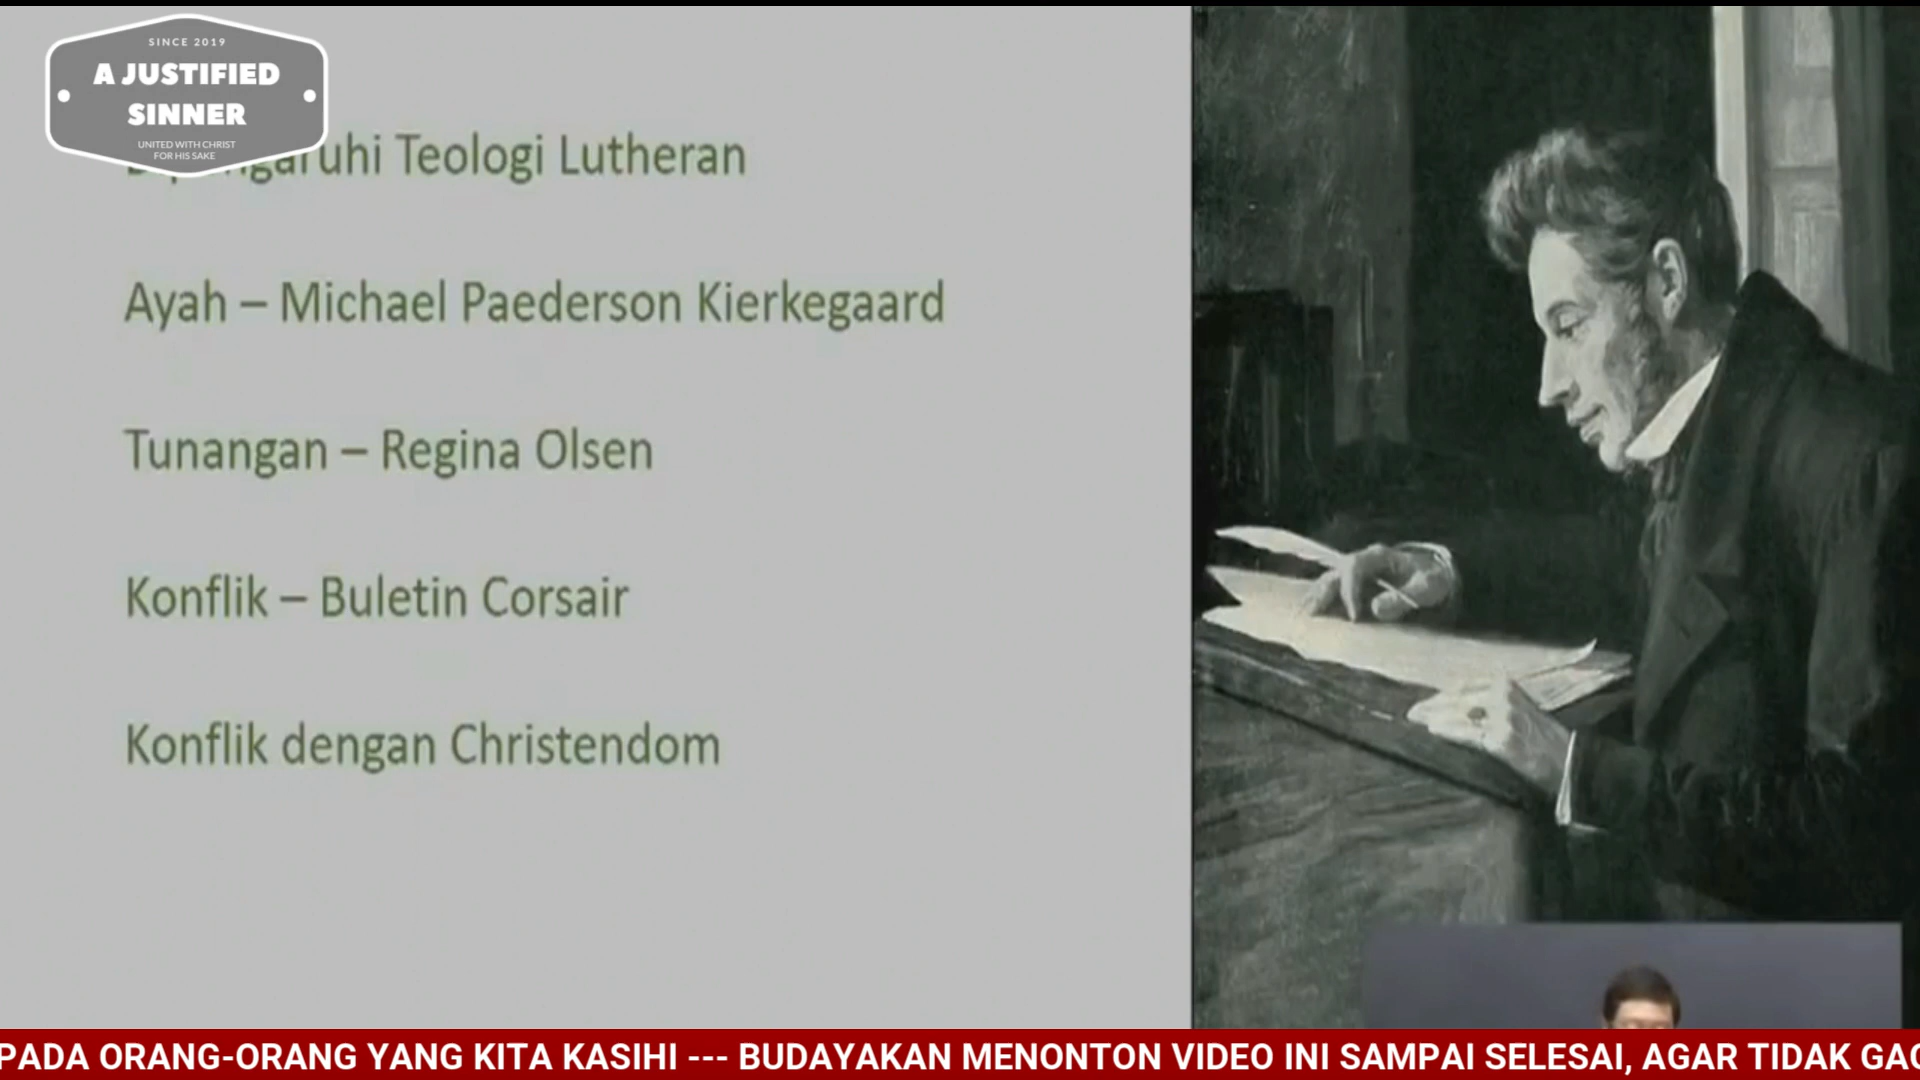 SINCE 2019
A JUSTIFIED
SINNER
UNITED WITH CHRIST
FOR HIS SAKE
Teologi Lutheran
Ayah – Michael Paederson Kierkegaard
Tunangan – Regina Olsen
Konflik – Buletin Corsair
Konflik dengan Christendom
PADA ORANG-ORANG YANG KITA KASIHI --- BUDAYAKAN MENONTON VIDEO INI SAMPAI SELESAI, AGAR TIDAK